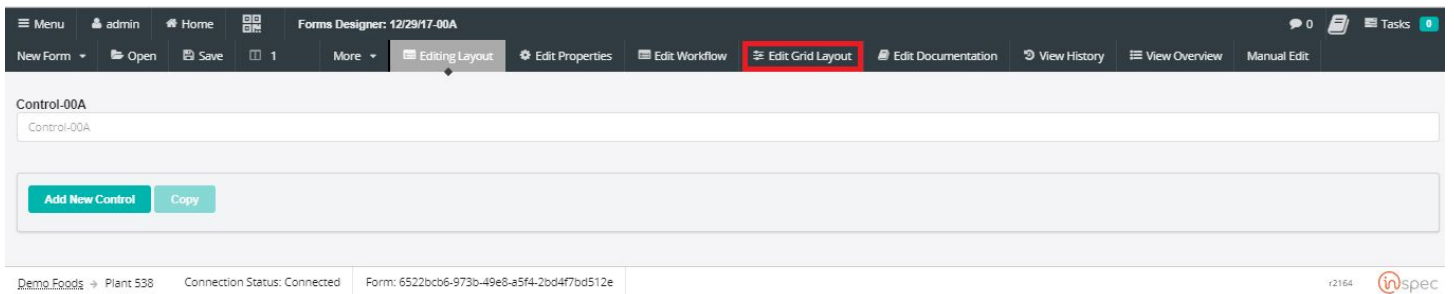 Menu admin Home Forms Designer: 12/29/17-00A 0 Tasks 0
New Form Open Save 1 More Editing Layout Edit Properties Edit Workflow Edit Grid Layout Edit Documentation View History View Overview Manual Edit
Control-00A
Control-00A
Add New Control Copy
Demo Foods → Plant 538 Connection Status: Connected Form: 6522bcb6-973b-49e8-a5f4-2bd4f7bd512e r2164 inspec